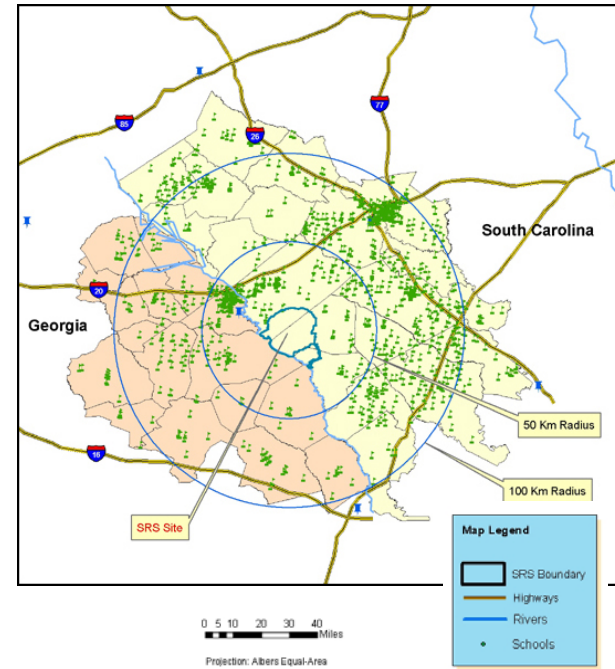 77
85
26
South Carolina
20
Georgia
50 Km Radius
16
100 Km Radius
SRS Site
Map Legend
SRS Boundary
Highways
Rivers
Schools
0 5 10 20 30 40
Miles
Projection: Albers Equal-Area